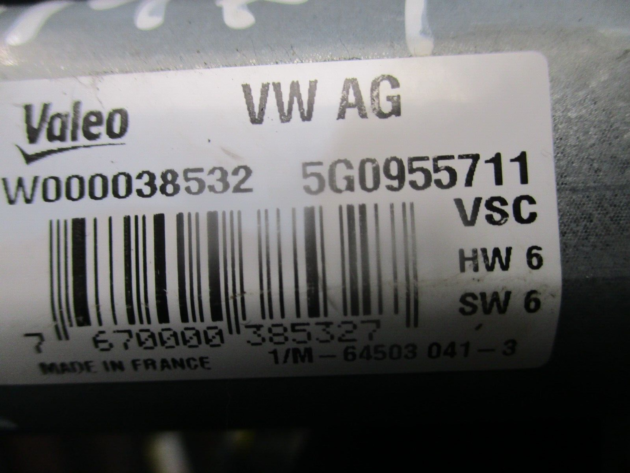 Valeo VW AG
W000038532 5G0955711
VSC
HW 6
SW 6
7 670000 385327
MADE IN FRANCE 1/M-64503 041-3